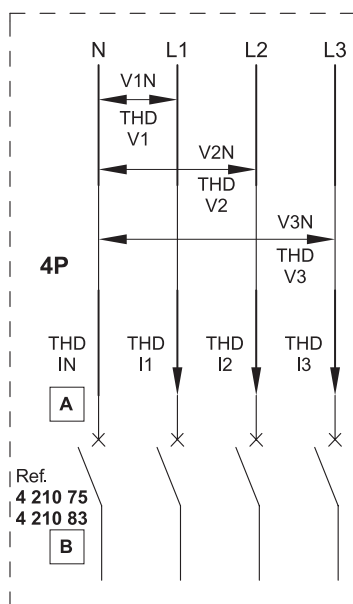 N L1 L2 L3
V1N
THD
V1
V2N
THD
V2
V3N
THD
V3
4P
THD IN THD I1 THD I2 THD I3
A
Ref.
4 210 75
4 210 83
B